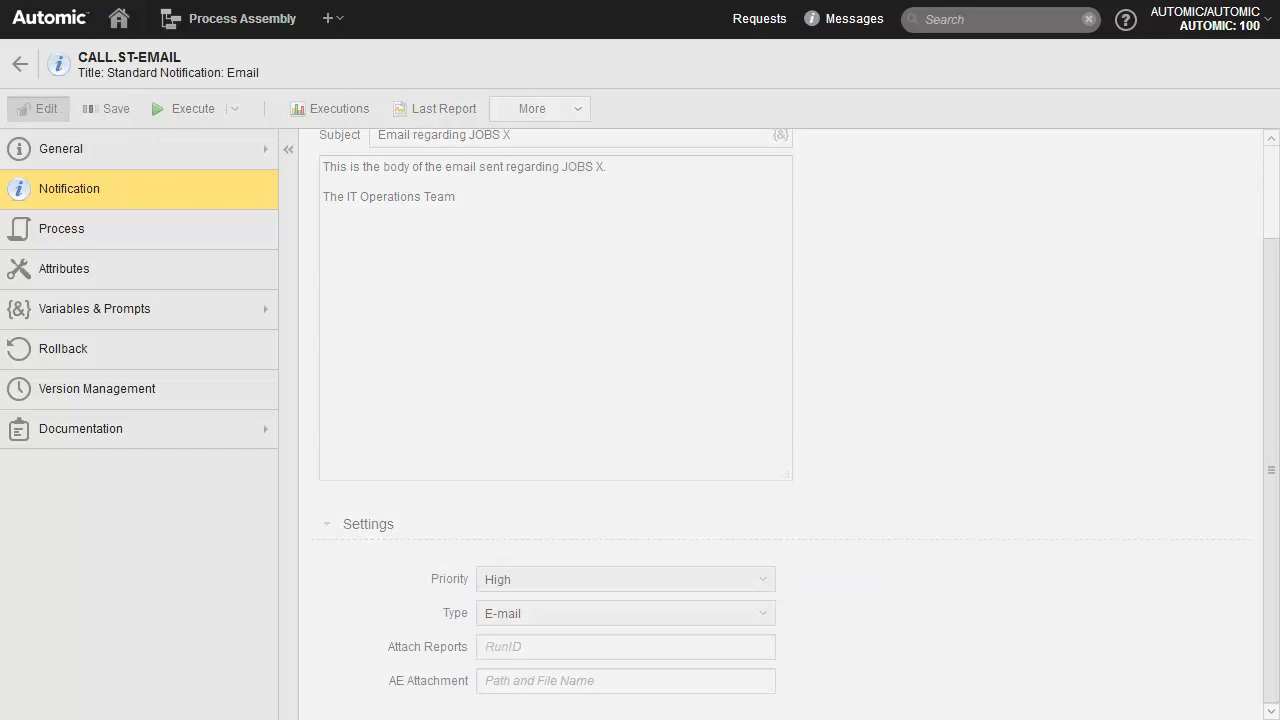 Automic Process Assembly Requests Messages Search AUTOMIC/AUTOMIC
AUTOMIC: 100
CALL.ST-EMAIL
Title: Standard Notification: Email
Edit Save Execute Executions Last Report More
General
Notification
Process
Attributes
Variables & Prompts
Rollback
Version Management
Documentation
Subject Email regarding JOBS X
This is the body of the email sent regarding JOBS X.
The IT Operations Team
Settings
Priority High
Type E-mail
Attach Reports RunID
AE Attachment Path and File Name